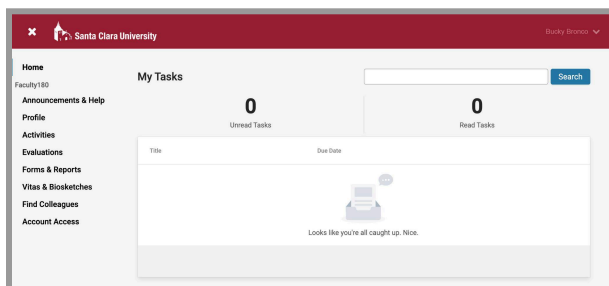 Santa Clara University
Bucky Bronco
Home
Faculty180
Announcements & Help
Profile
Activities
Evaluations
Forms & Reports
Vitas & Biosketches
Find Colleagues
Account Access
My Tasks
Search
0
Unread Tasks
0
Read Tasks
Title
Due Date
Looks like you're all caught up. Nice.